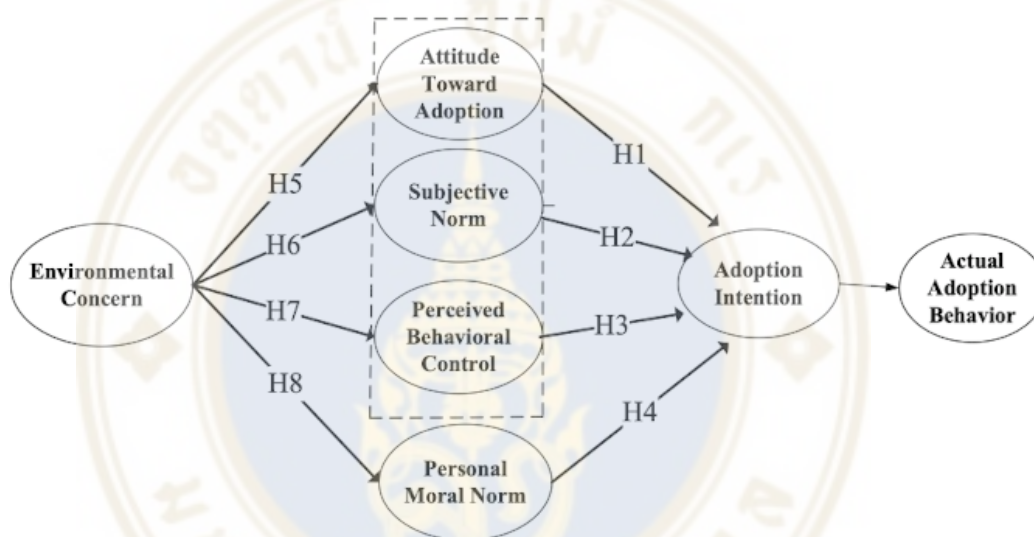 Attitude
Toward
Adoption
H1
H5
Subjective
Norm
H2
H6
Environmental
Concern
Adoption
Intention
Actual
Adoption
Behavior
H7
Perceived
Behavioral
Control
H3
H8
H4
Personal
Moral Norm